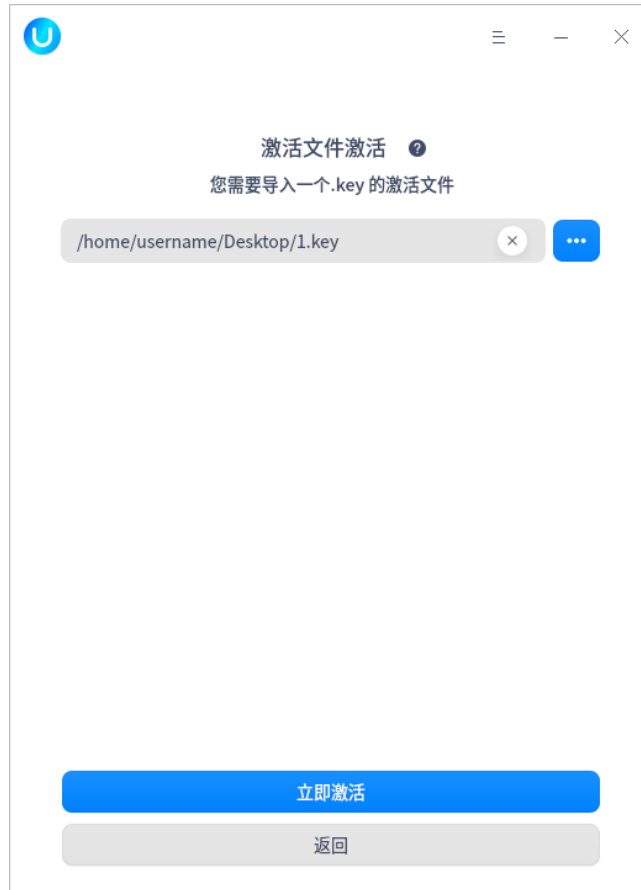 激活文件激活
您需要导入一个.key 的激活文件
/home/username/Desktop/1.key
立即激活
返回